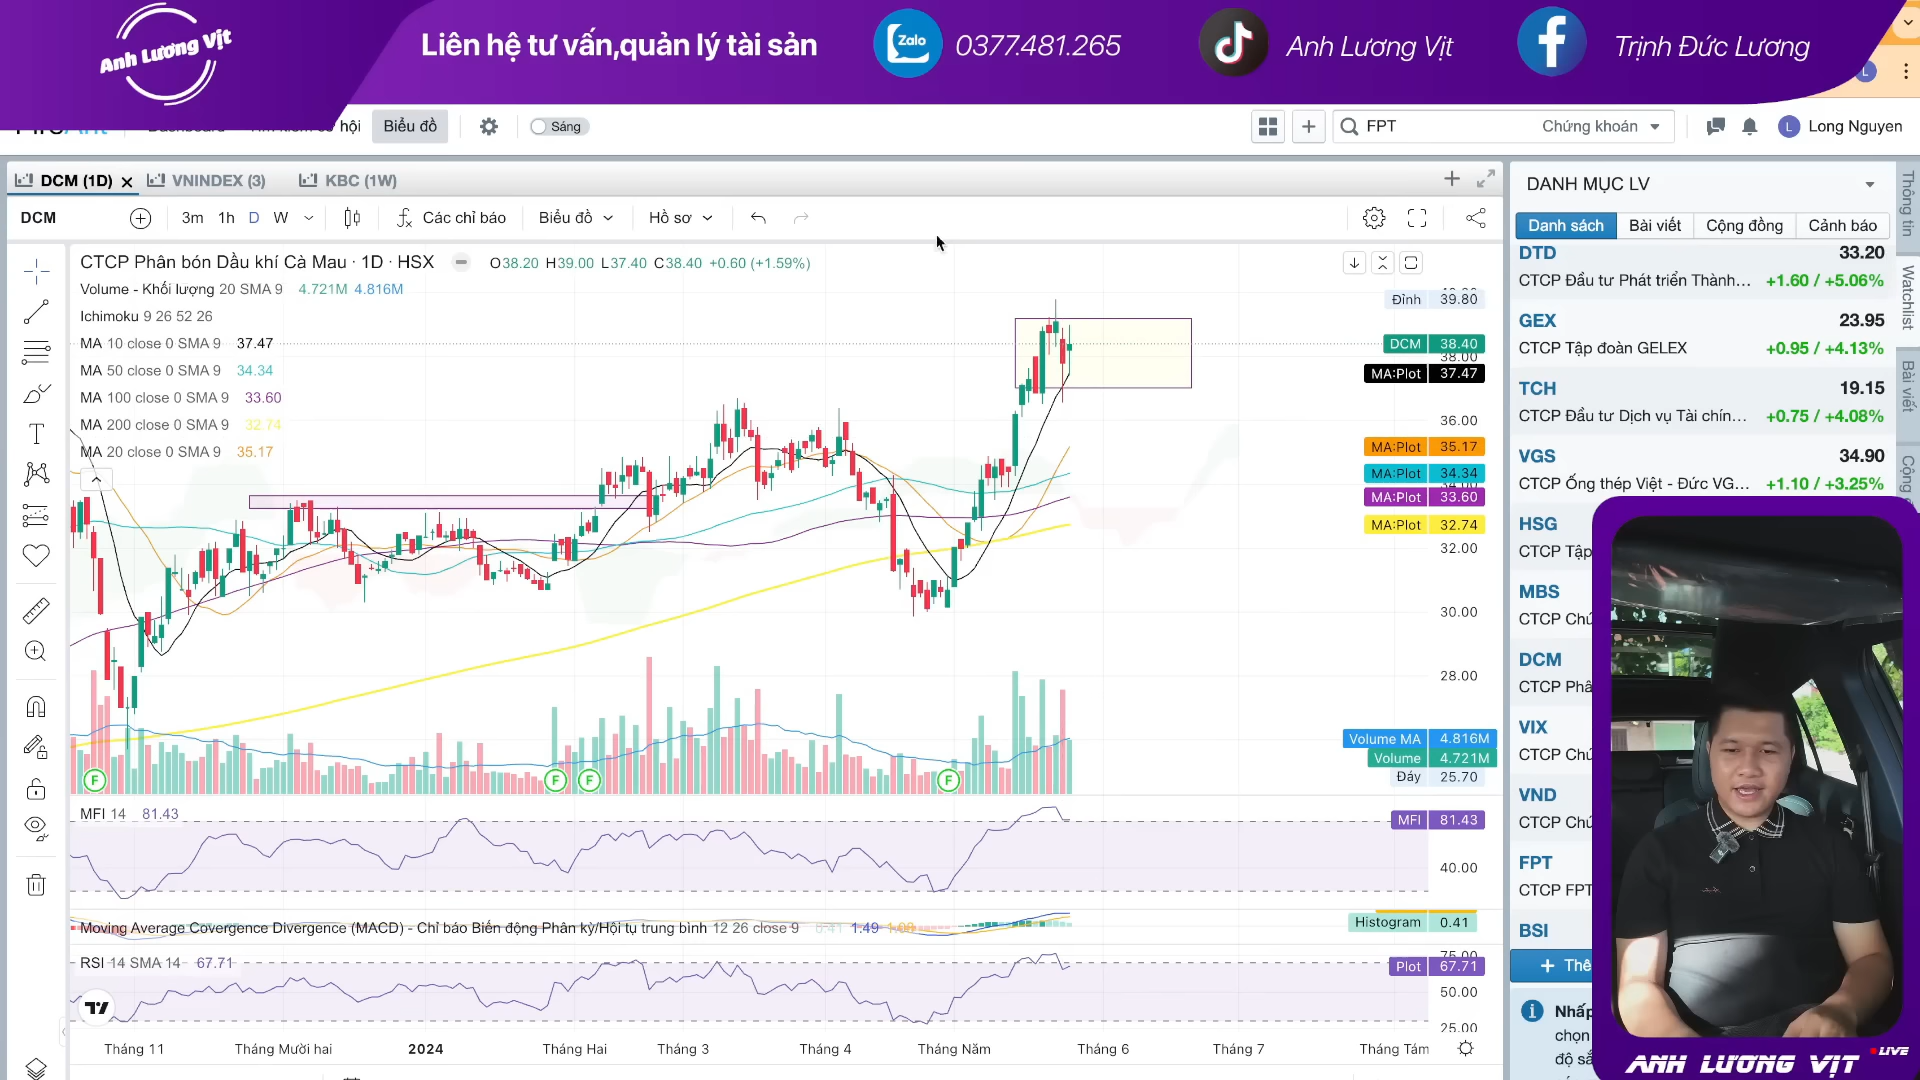 Anh Lương Vịt
Liên hệ tư vấn,quản lý tài sản
Zalo
0377.481.265
Anh Lương Vịt
Trịnh Đức Lương
L
Biểu đồ
Sáng
FPT
Chứng khoán
L
Long Nguyen
DCM (1D)
VNINDEX (3)
KBC (1W)
DANH MỤC LV
Thông tin
DCM
3m
1h
D
W
Các chỉ báo
Biểu đồ
Hồ sơ
Danh sách
Bài viết
Cộng đồng
Cảnh báo
CTCP Phân bón Dầu khí Cà Mau · 1D · HSX
O38.20 H39.00 L37.40 C38.40 +0.60 (+1.59%)
Volume - Khối lượng 20 SMA 9 4.721M 4.816M
Ichimoku 9 26 52 26
MA 10 close 0 SMA 9 37.47
MA 50 close 0 SMA 9 34.34
MA 100 close 0 SMA 9 33.60
MA 200 close 0 SMA 9 32.74
MA 20 close 0 SMA 9 35.17
Đỉnh 39.80
DCM 38.40
38.00
MA:Plot 37.47
36.00
MA:Plot 35.17
MA:Plot 34.34
34.00
MA:Plot 33.60
MA:Plot 32.74
32.00
30.00
28.00
Volume MA 4.816M
Volume 4.721M
Đáy 25.70
F
F
F
F
MFI 14 81.43
MFI 81.43
40.00
Moving Average Covergence Divergence (MACD) - Chỉ báo Biến động Phân kỳ/Hội tụ trung bình 12 26 close 9 0.41 1.49 1.08
Histogram 0.41
RSI 14 SMA 14 67.71
75.00
Plot 67.71
50.00
25.00
Tháng 11
Tháng Mười hai
2024
Tháng Hai
Tháng 3
Tháng 4
Tháng Năm
Tháng 6
Tháng 7
Tháng Tám
DTD 33.20
CTCP Đầu tư Phát triển Thành... +1.60 / +5.06%
GEX 23.95
CTCP Tập đoàn GELEX +0.95 / +4.13%
TCH 19.15
CTCP Đầu tư Dịch vụ Tài chín... +0.75 / +4.08%
VGS 34.90
CTCP Ống thép Việt - Đức VG... +1.10 / +3.25%
HSG
CTCP Tập
MBS
CTCP Chứ
DCM
CTCP Phâ
VIX
CTCP Chứ
VND
CTCP Chứ
FPT
CTCP FPT
BSI
Watchlist
Bài viết
ANH LƯƠNG VỊT
LIVE